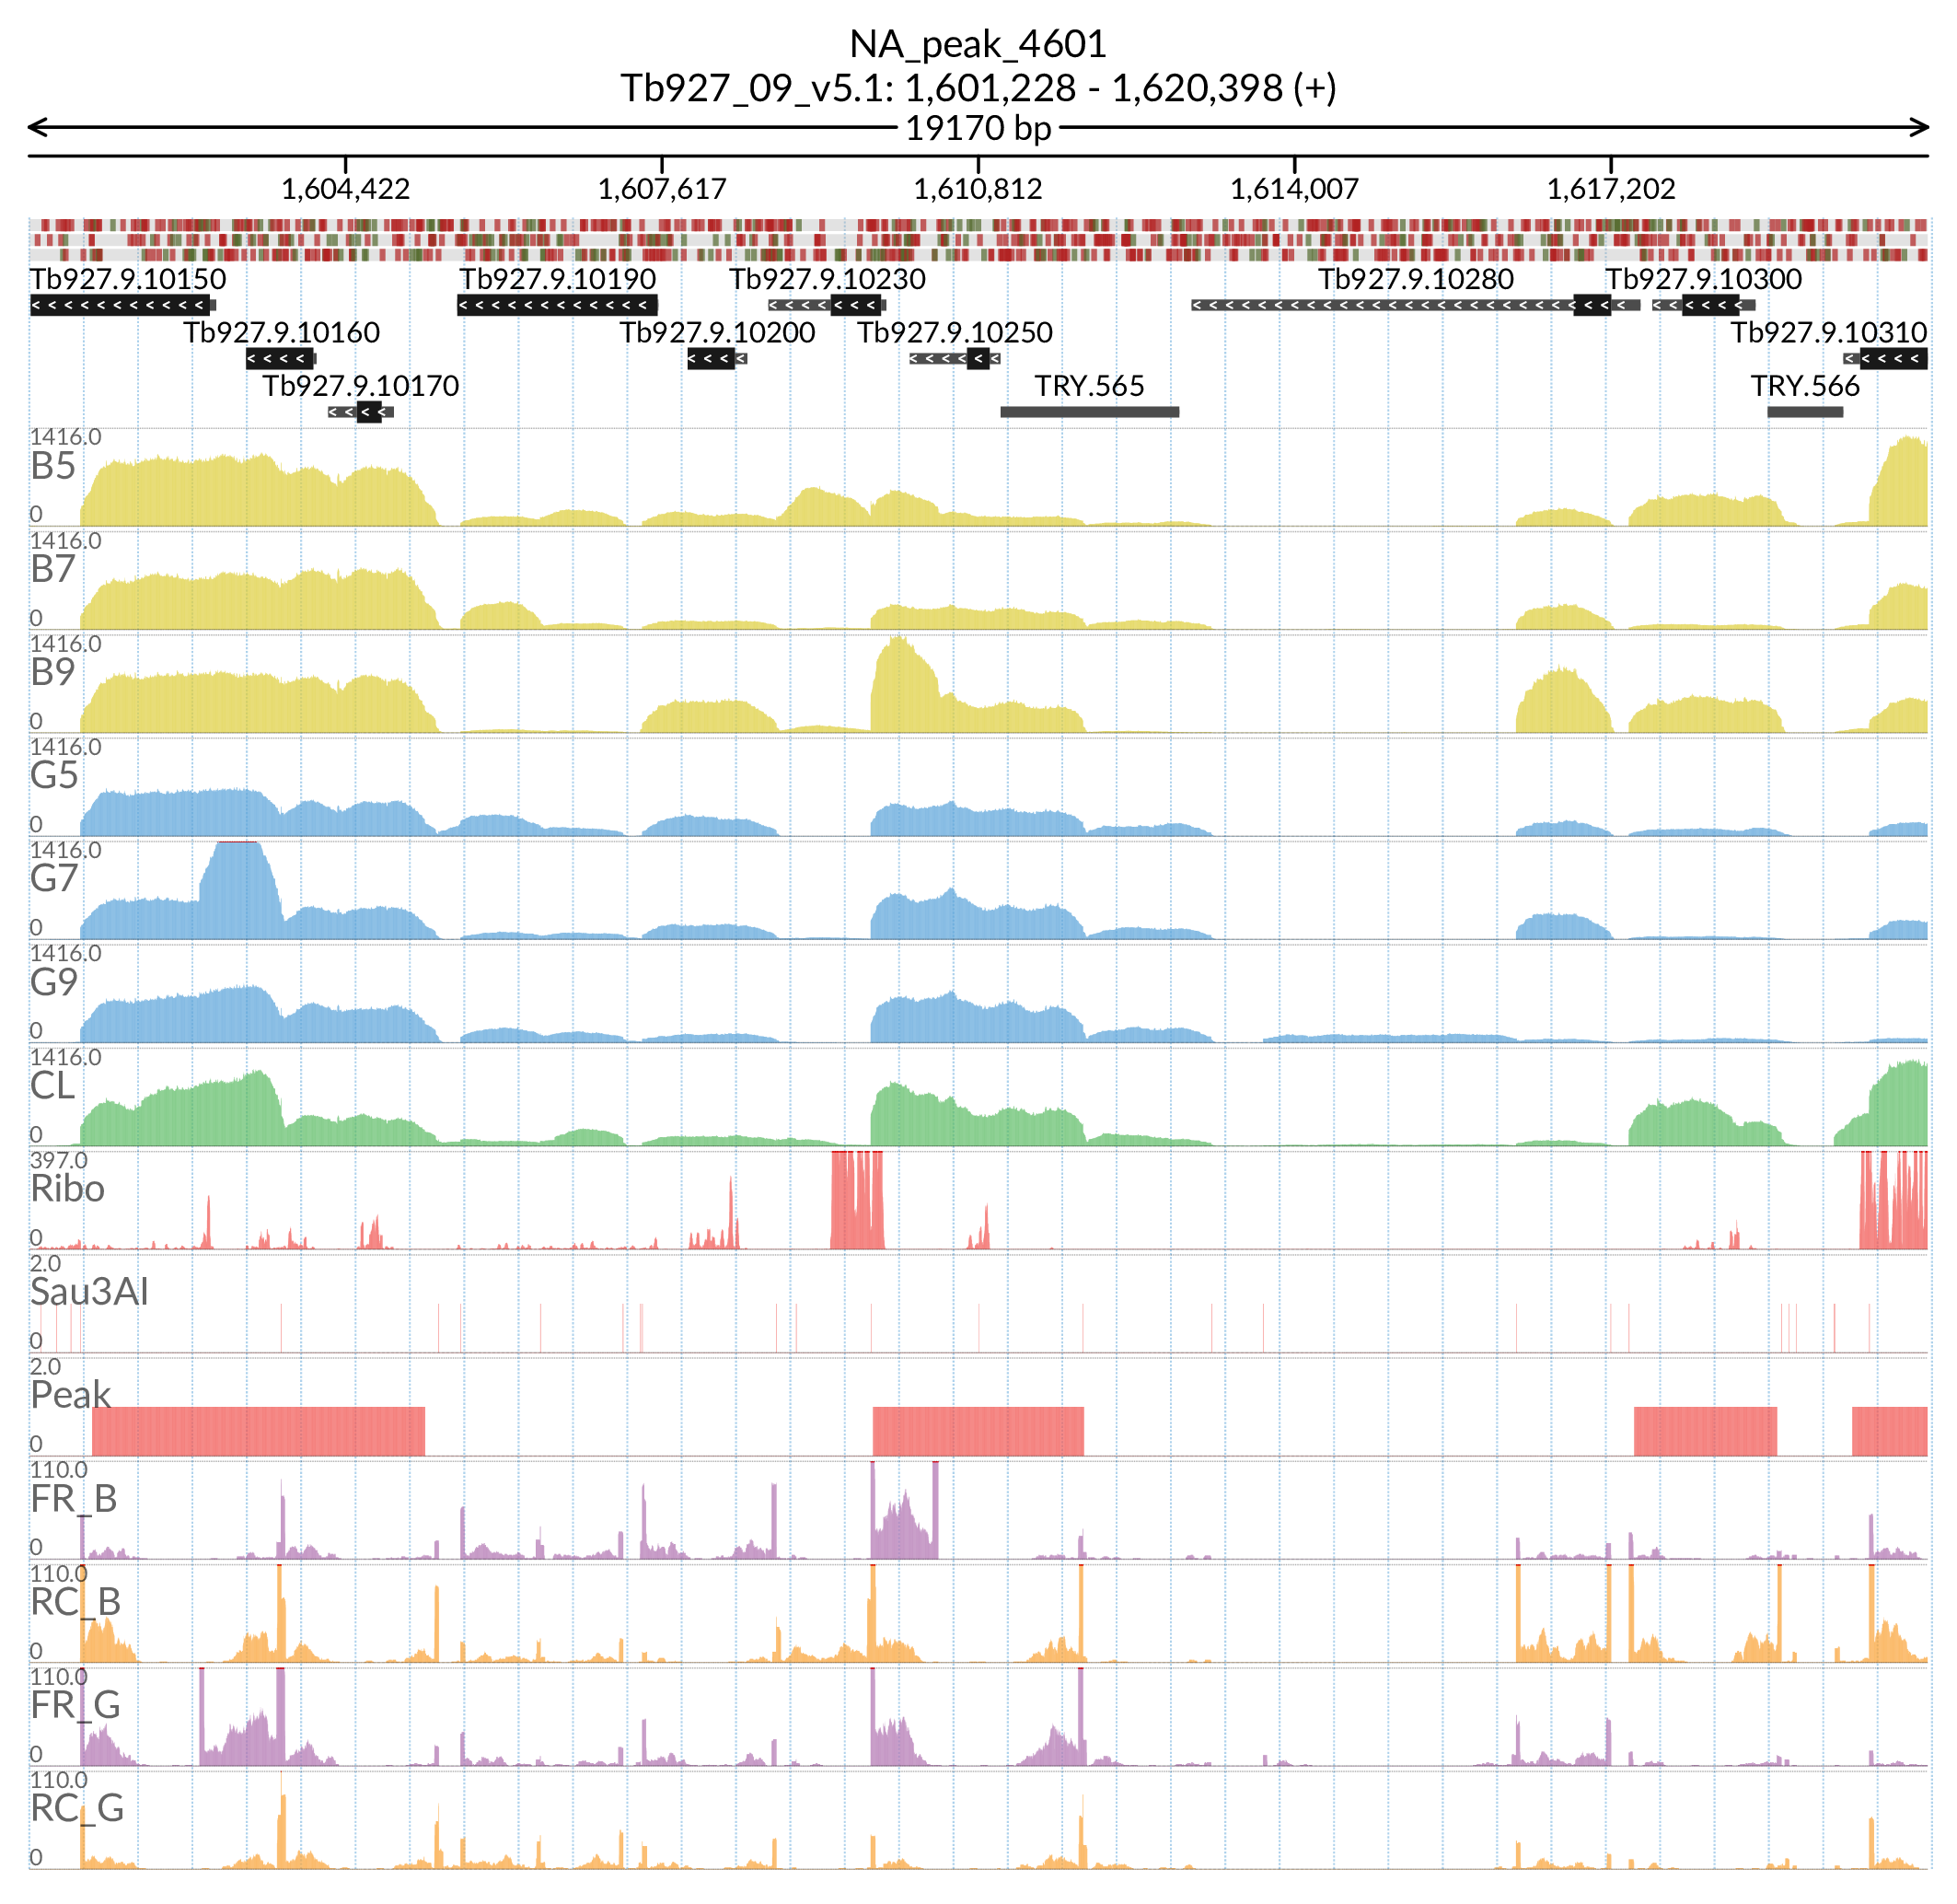 NA_peak_4601
Tb927_09_v5.1: 1,601,228 - 1,620,398 (+)
19170 bp
1,604,422 1,607,617 1,610,812 1,614,007 1,617,202
Tb927.9.10150 Tb927.9.10190 Tb927.9.10230 Tb927.9.10280 Tb927.9.10300
Tb927.9.10160 Tb927.9.10200 Tb927.9.10250 Tb927.9.10310
Tb927.9.10170 TRY.565 TRY.566
1416.0
B5
0
1416.0
B7
0
1416.0
B9
0
1416.0
G5
0
1416.0
G7
0
1416.0
G9
0
1416.0
CL
0
397.0
Ribo
0
2.0
Sau3AI
0
2.0
Peak
0
110.0
FR_B
0
110.0
RC_B
0
110.0
FR_G
0
110.0
RC_G
0